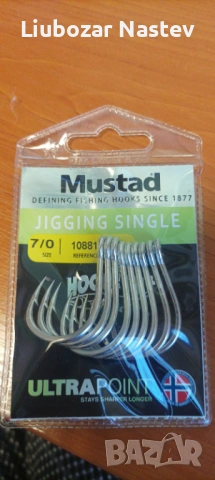 Liubozar Nastev
Mustad
DEFINING FISHING HOOKS SINCE 1877
JIGGING SINGLE
7/0 10881
SIZE REFERENCE
ULTRAPOINT
STAYS SHARPER LONGER
BAZAR